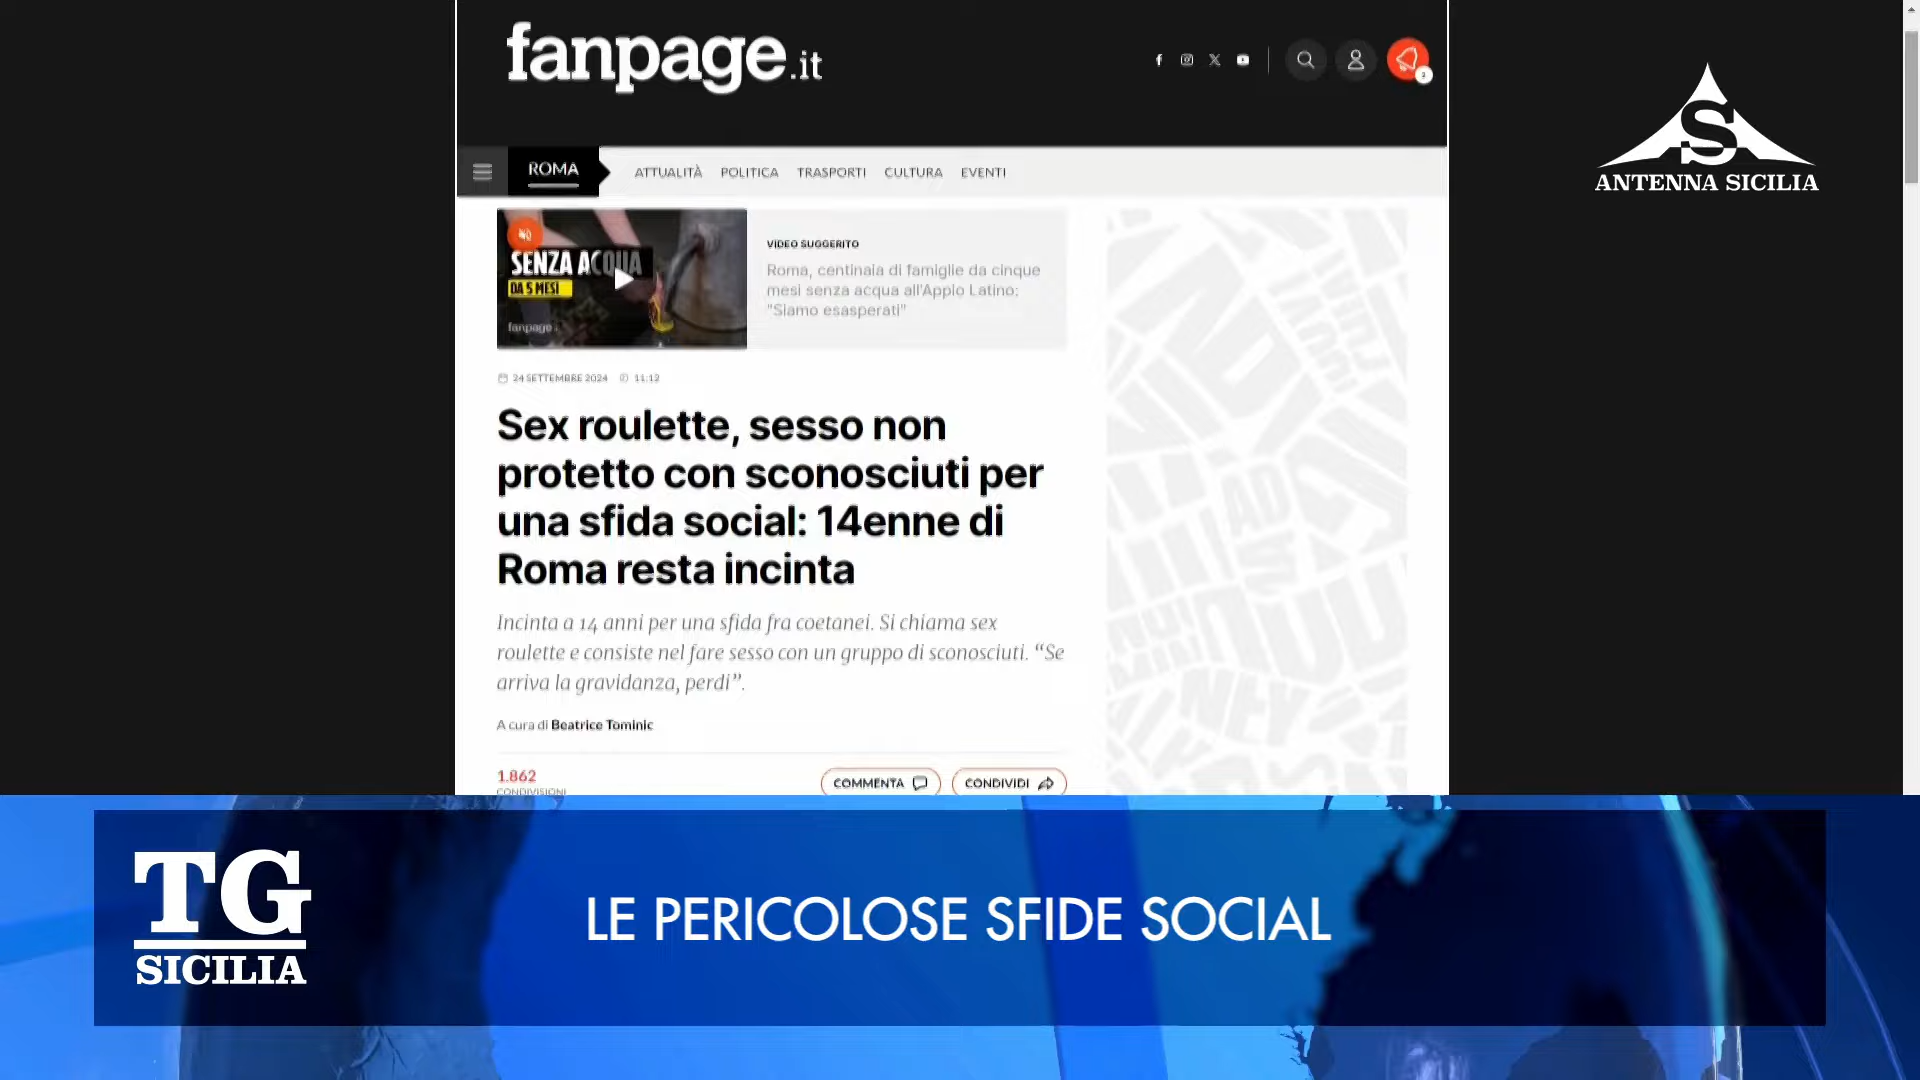 fanpage.it
ANTENNA SICILIA
ROMA ATTUALITÀ POLITICA TRASPORTI CULTURA EVENTI
SENZA ACQUA
DA 5 MESI
fanpage
VIDEO SUGGERITO
Roma, centinaia di famiglie da cinque
mesi senza acqua all'Appio Latino:
"Siamo esasperati"
24 SETTEMBRE 2024 11:12
Sex roulette, sesso non
protetto con sconosciuti per
una sfida social: 14enne di
Roma resta incinta
Incinta a 14 anni per una sfida fra coetanei. Si chiama sex
roulette e consiste nel fare sesso con un gruppo di sconosciuti. “Se
arriva la gravidanza, perdi”.
A cura di Beatrice Tominic
1.862
CONDIVISIONI
COMMENTA
CONDIVIDI
TG
SICILIA
LE PERICOLOSE SFIDE SOCIAL